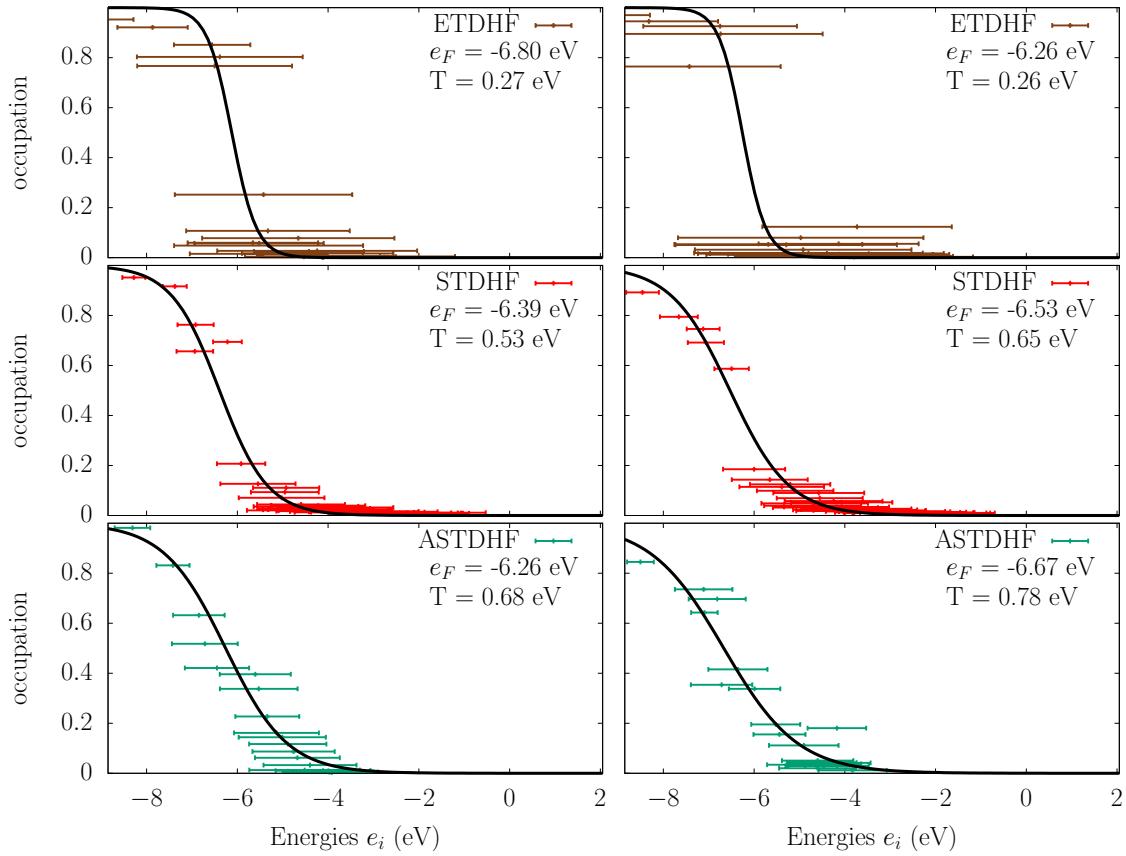 ETDHF
e_F = -6.80 eV
T = 0.27 eV
occupation
0.8
0.6
0.4
0.2
0
ETDHF
e_F = -6.26 eV
T = 0.26 eV
STDHF
e_F = -6.39 eV
T = 0.53 eV
occupation
0.8
0.6
0.4
0.2
0
STDHF
e_F = -6.53 eV
T = 0.65 eV
ASTDHF
e_F = -6.26 eV
T = 0.68 eV
occupation
0.8
0.6
0.4
0.2
0
ASTDHF
e_F = -6.67 eV
T = 0.78 eV
−8 −6 −4 −2 0 2
−8 −6 −4 −2 0 2
Energies e_i (eV)
Energies e_i (eV)